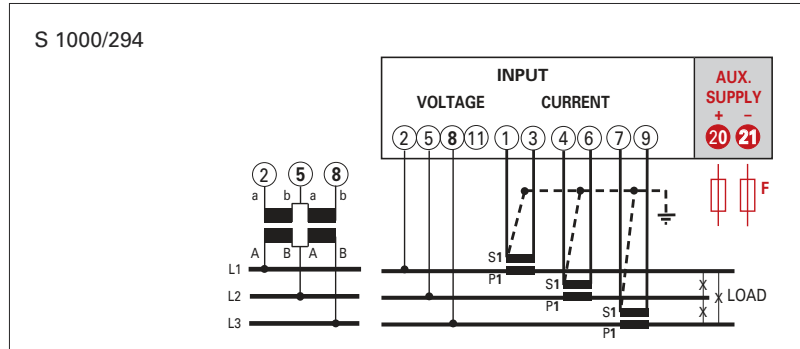 S 1000/294
INPUT
AUX.
SUPPLY
VOLTAGE CURRENT
+ −
2 5 8 11 1 3 4 6 7 9 20 21
2 5 8
a b a b
F
A B A B
S1
L1
P1
S1
X
L2
X LOAD
P1
S1
X
L3
P1